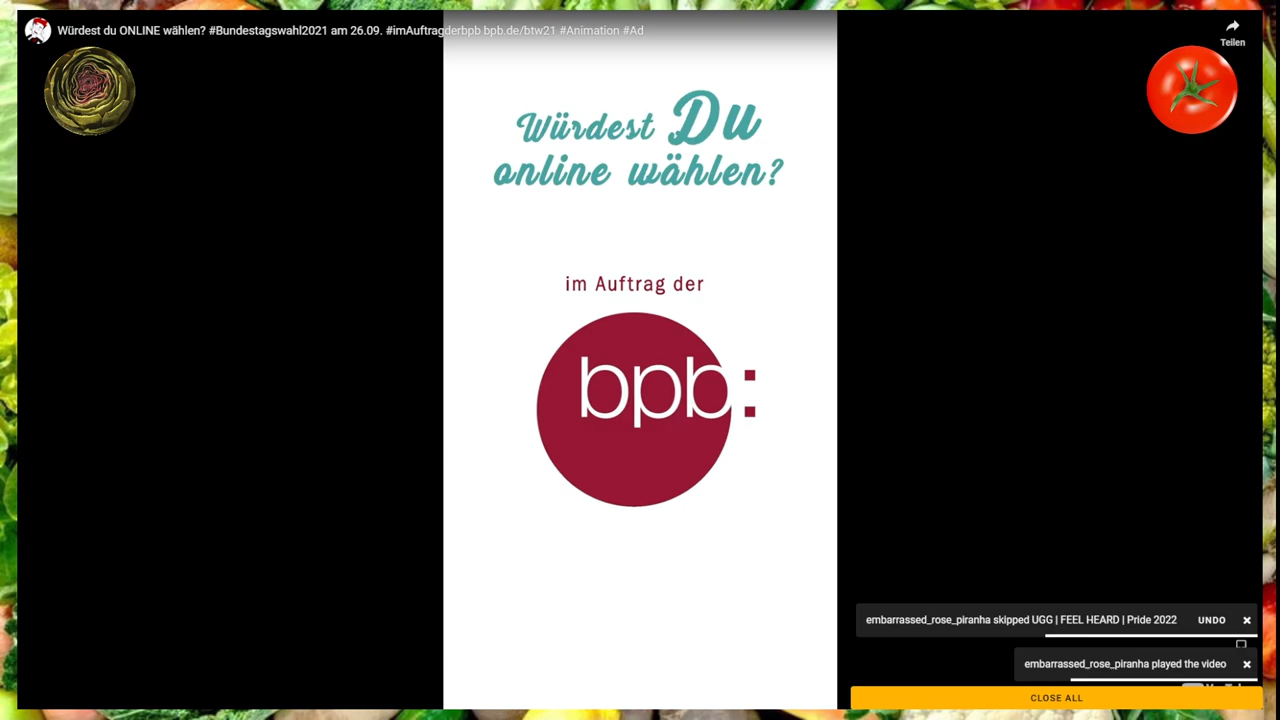 Würdest du ONLINE wählen? #Bundestagswahl2021 am 26.09. #imAuftragderbpb bpb.de/btw21 #Animation #Ad
Teilen
Würdest Du
online wählen?
im Auftrag der
bpb:
embarrassed_rose_piranha skipped UGG | FEEL HEARD | Pride 2022 UNDO ×
embarrassed_rose_piranha played the video ×
CLOSE ALL